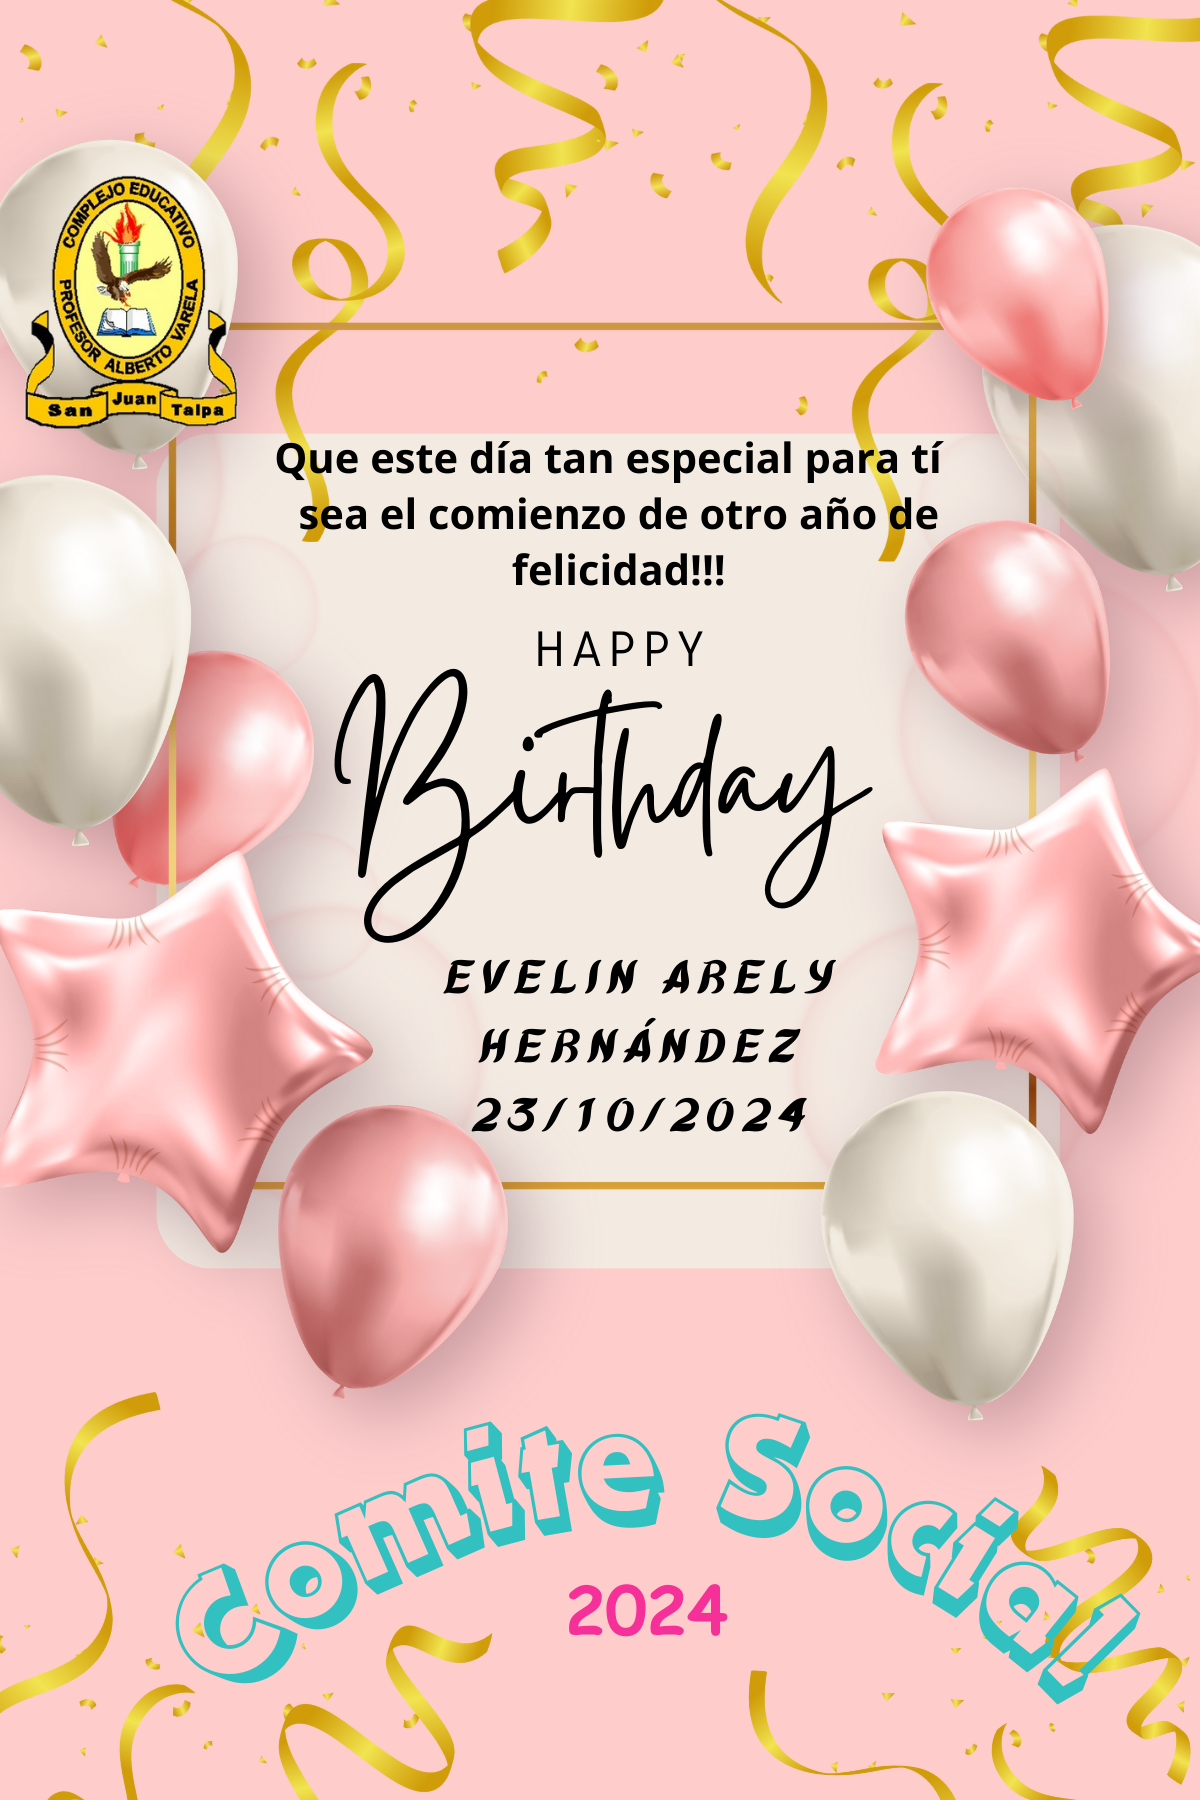 COMPLEJO EDUCATIVO
PROFESOR ALBERTO VARELA
San Juan Talpa
Que este día tan especial para tí
sea el comienzo de otro año de
felicidad!!!
HAPPY
Birthday
EVELIN ARELY
HERNÁNDEZ
23/10/2024
Comite Social
2024